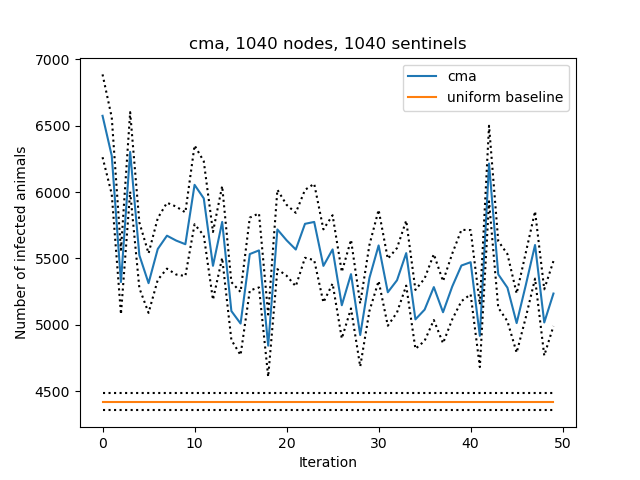 cma, 1040 nodes, 1040 sentinels
7000
6500
6000
5500
5000
4500
Number of infected animals
cma
uniform baseline
0
10
20
30
40
50
Iteration